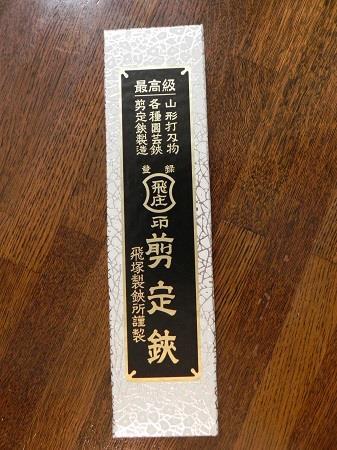 最高級
山形打刃物
各種園芸鋏
剪定鋏製造
登録
飛庄
印
剪定鋏
飛塚製鋏所謹製